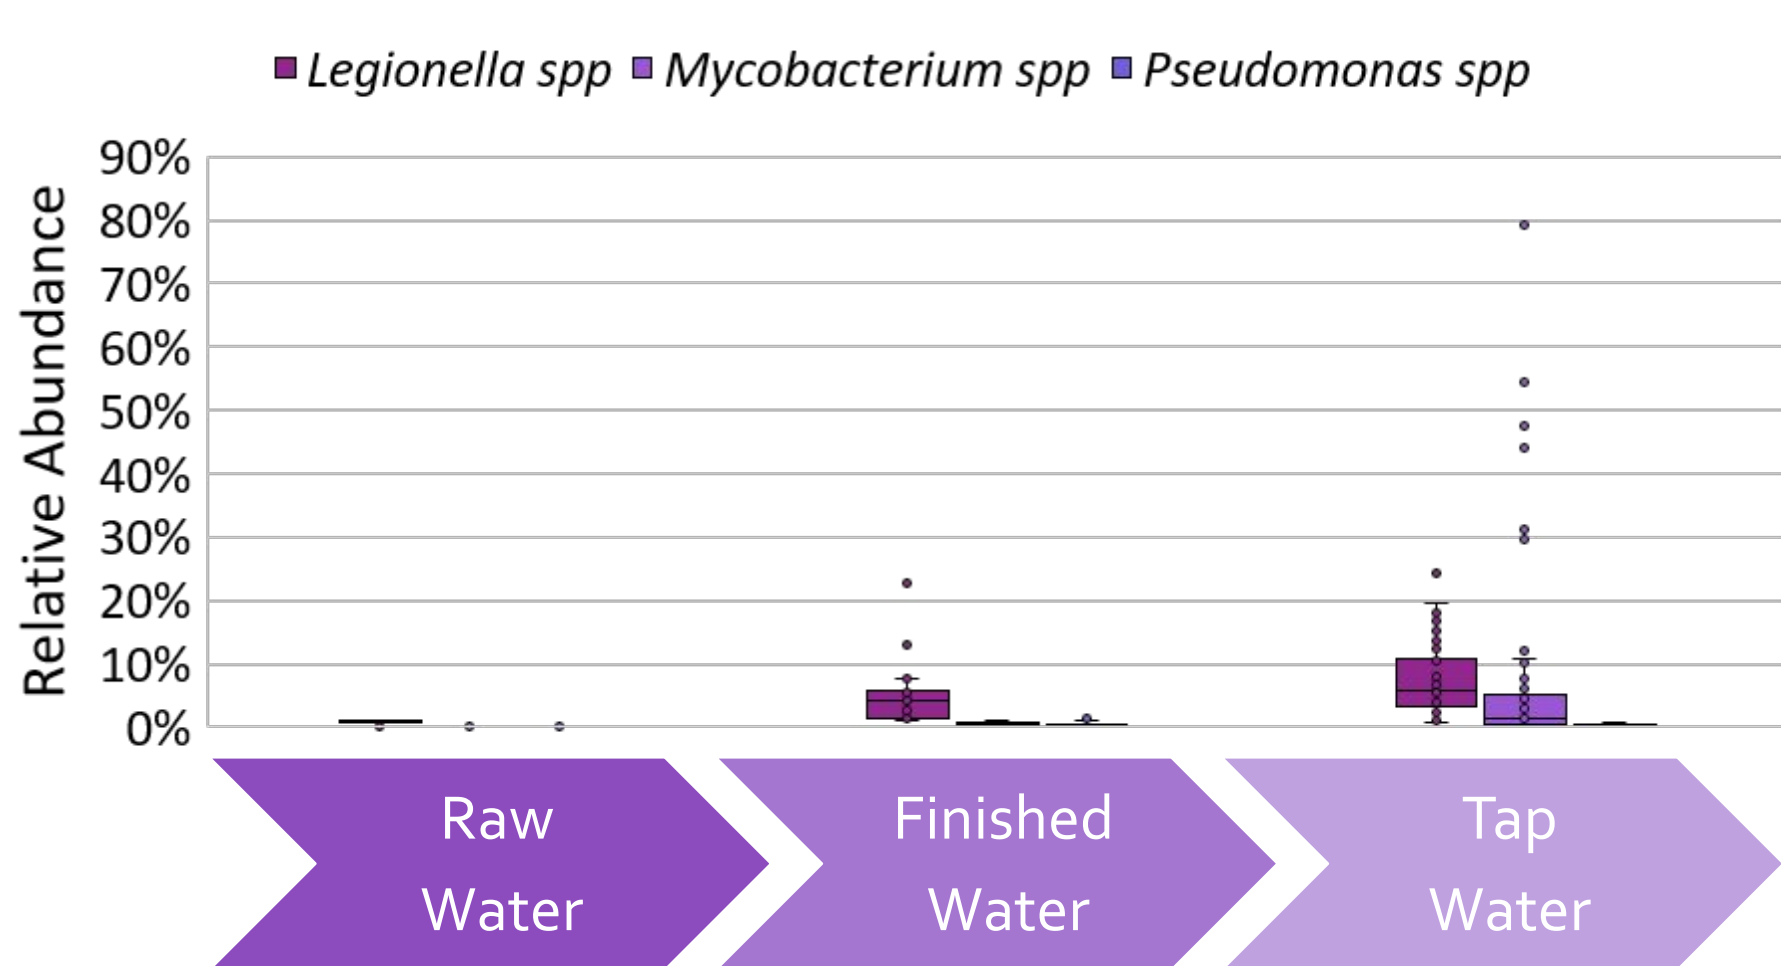 Legionella spp Mycobacterium spp Pseudomonas spp
Relative Abundance
90%
80%
70%
60%
50%
40%
30%
20%
10%
0%
Raw
Water
Finished
Water
Tap
Water